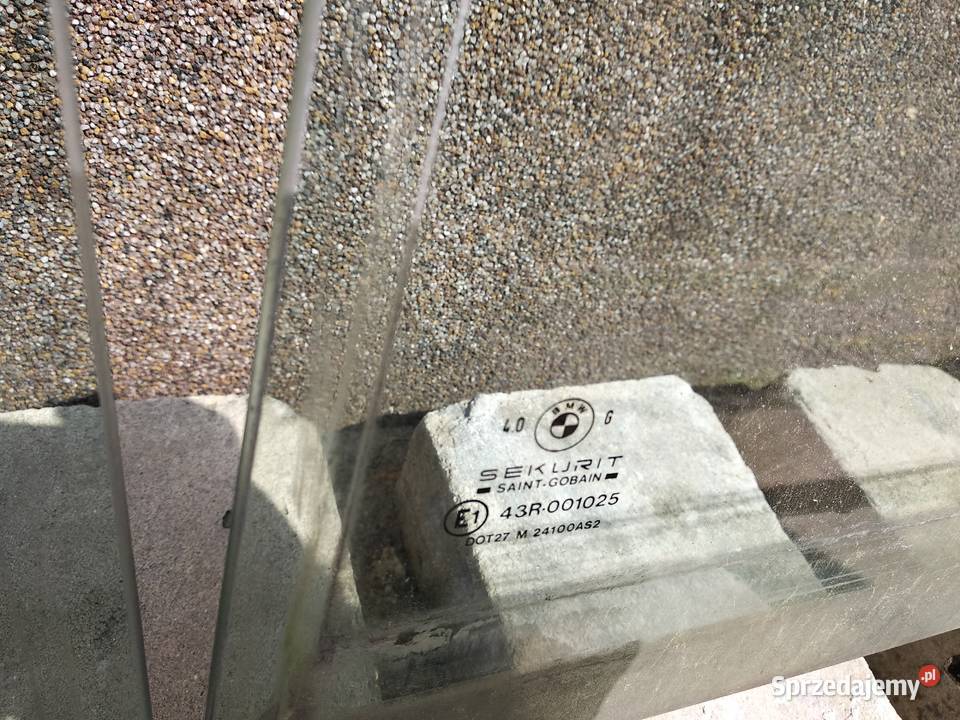 4.0 BMW G
SEKURIT
SAINT-GOBAIN
E1 43R-001025
DOT27 M 24100AS2
Sprzedajemy.pl